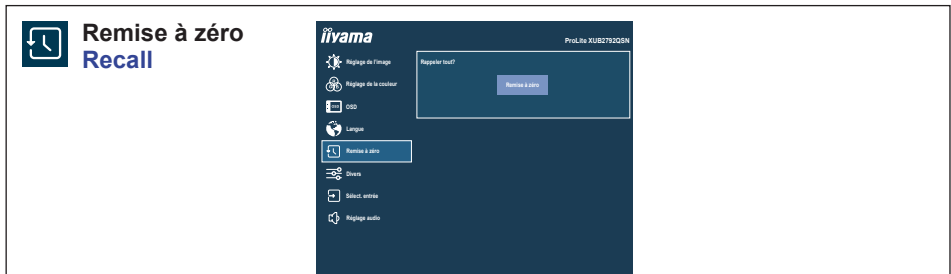 Remise à zéro
Recall
iiyama
ProLite XUB2792QSN
Réglage de l'image
Réglage de la couleur
OSD
OSD
Langue
Remise à zéro
Divers
Sélect. entrée
Réglage audio
Rappeler tout?
Remise à zéro